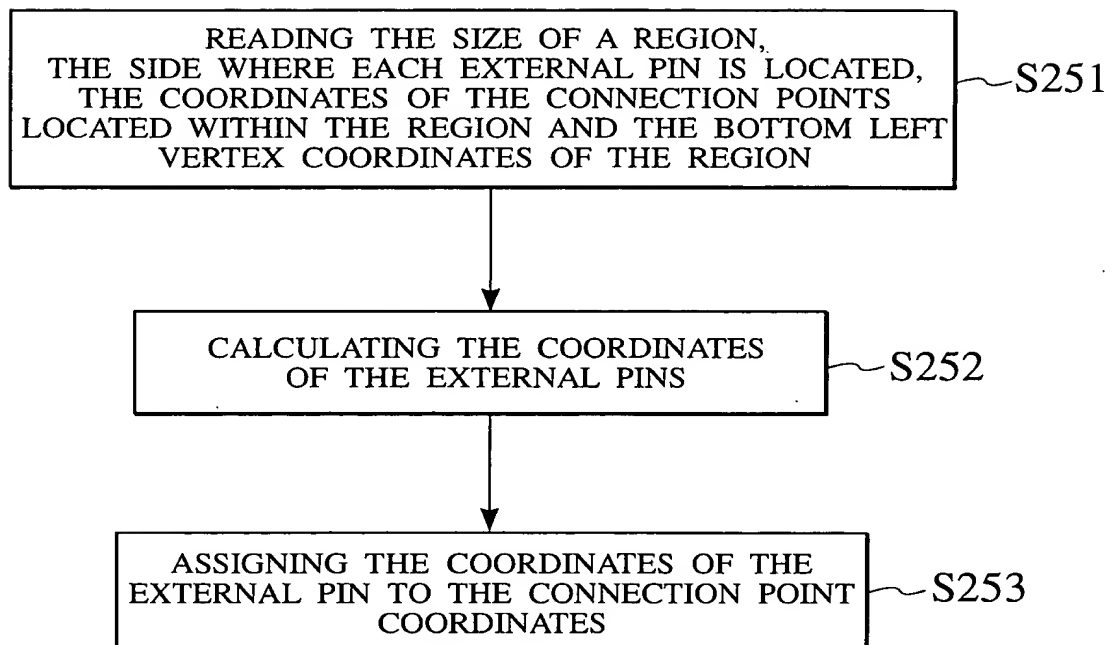 READING THE SIZE OF A REGION,
THE SIDE WHERE EACH EXTERNAL PIN IS LOCATED,
THE COORDINATES OF THE CONNECTION POINTS
LOCATED WITHIN THE REGION AND THE BOTTOM LEFT
VERTEX COORDINATES OF THE REGION
S251
CALCULATING THE COORDINATES
OF THE EXTERNAL PINS
S252
ASSIGNING THE COORDINATES OF THE
EXTERNAL PIN TO THE CONNECTION POINT
COORDINATES
S253